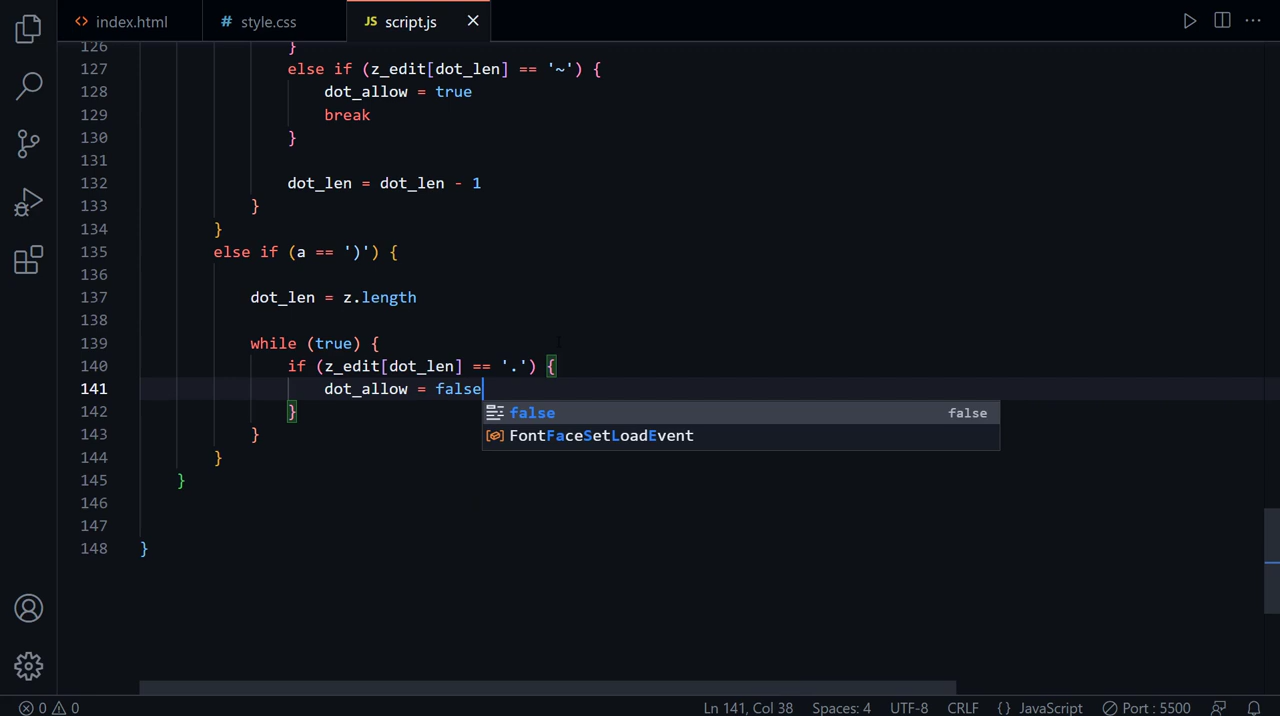 <> index.html # style.css JS script.js ×
126 }
127 else if (z_edit[dot_len] == '~') {
128 dot_allow = true
129 break
130 }
131
132 dot_len = dot_len - 1
133 }
134 }
135 else if (a == ')') {
136
137 dot_len = z.length
138
139 while (true) {
140 if (z_edit[dot_len] == '.') {
141 dot_allow = false
142 }
false false
FontFaceSetLoadEvent
143 }
144 }
145 }
146
147
148 }
0 0 Ln 141, Col 38 Spaces: 4 UTF-8 CRLF {} JavaScript Port : 5500